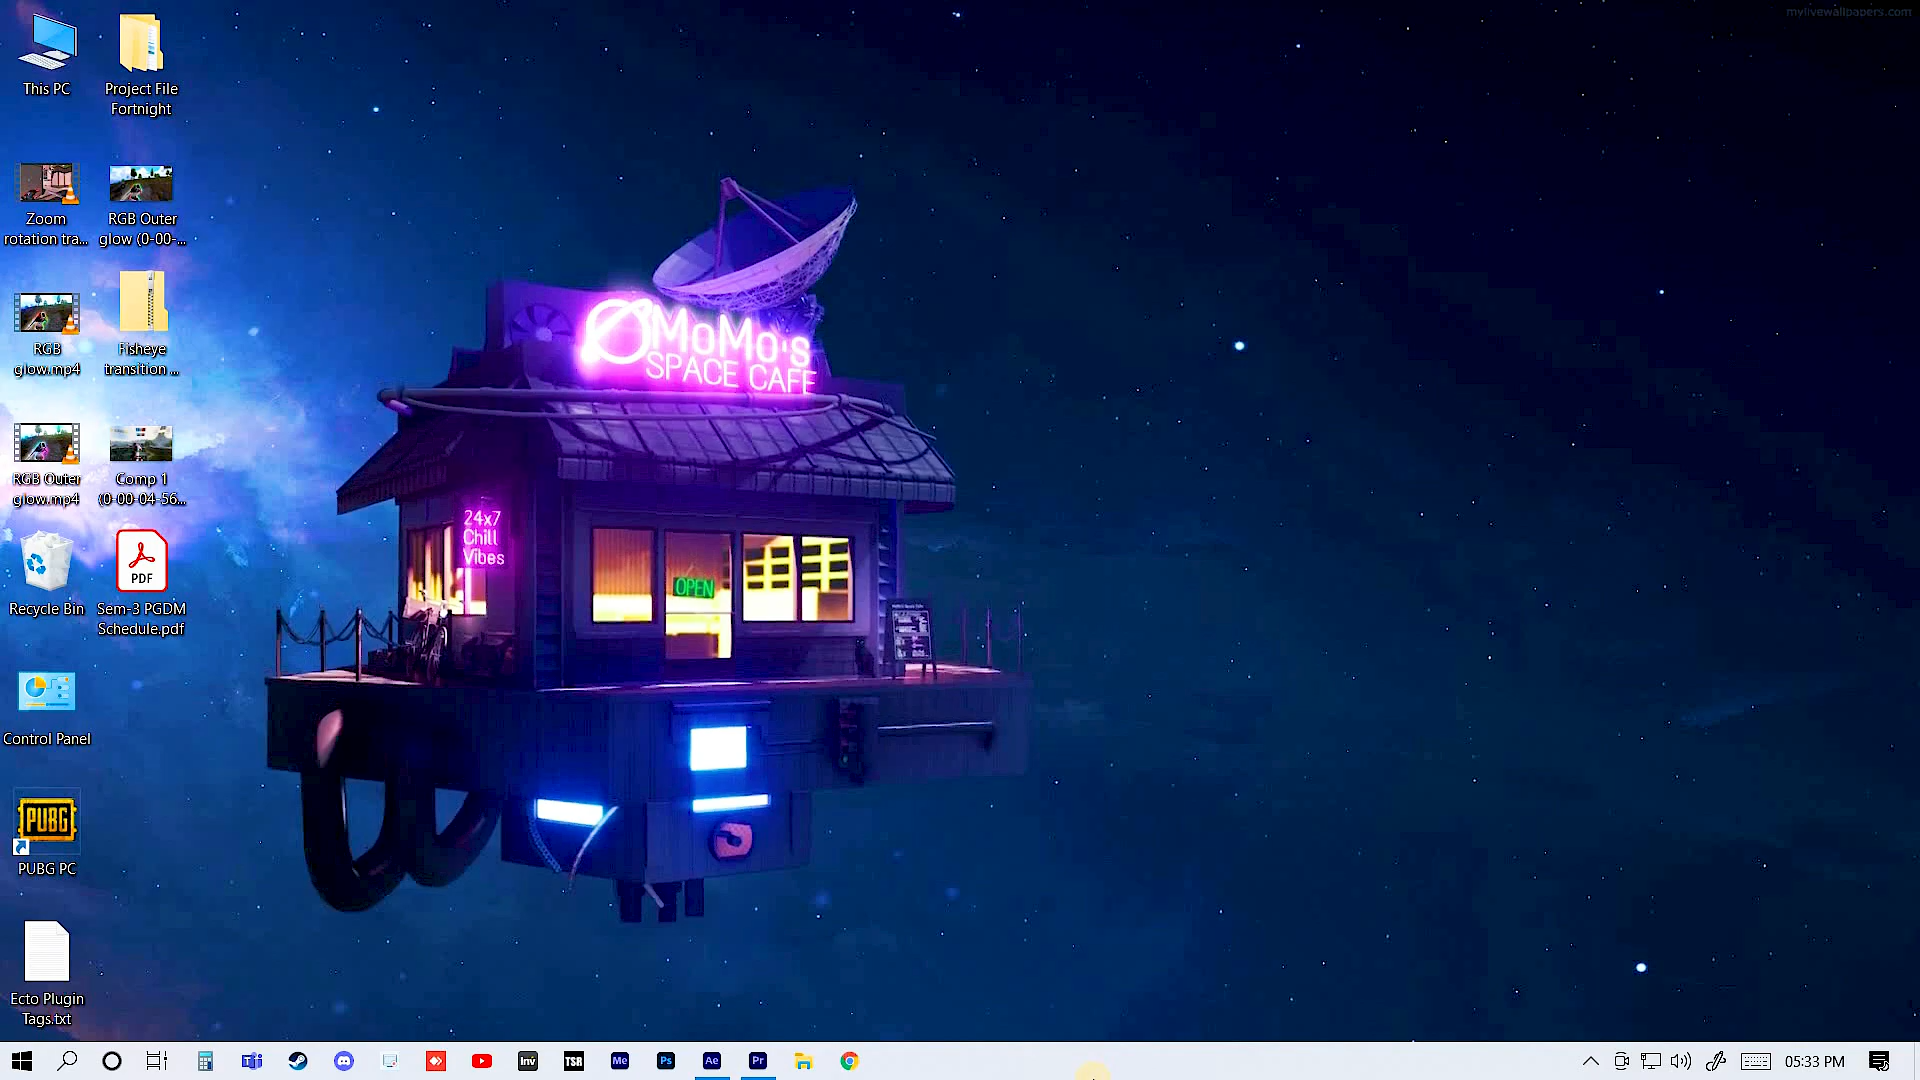 mylivewallpapers.com
This PC
Project File
Fortnight
Zoom
rotation tra...
RGB Outer
glow (0-00-...
RGB
glow.mp4
Fisheye
transition ...
RGB Outer
glow.mp4
Comp 1
(0-00-04-56...
Recycle Bin
PDF
Sem-3 PGDM
Schedule.pdf
Control Panel
PUBG
PUBG PC
Ecto Plugin
Tags.txt
MoMo's
SPACE CAFE
24x7
Chill
Vibes
OPEN
Inv
TSR
Me
Ps
Ae
Pr
05:33 PM